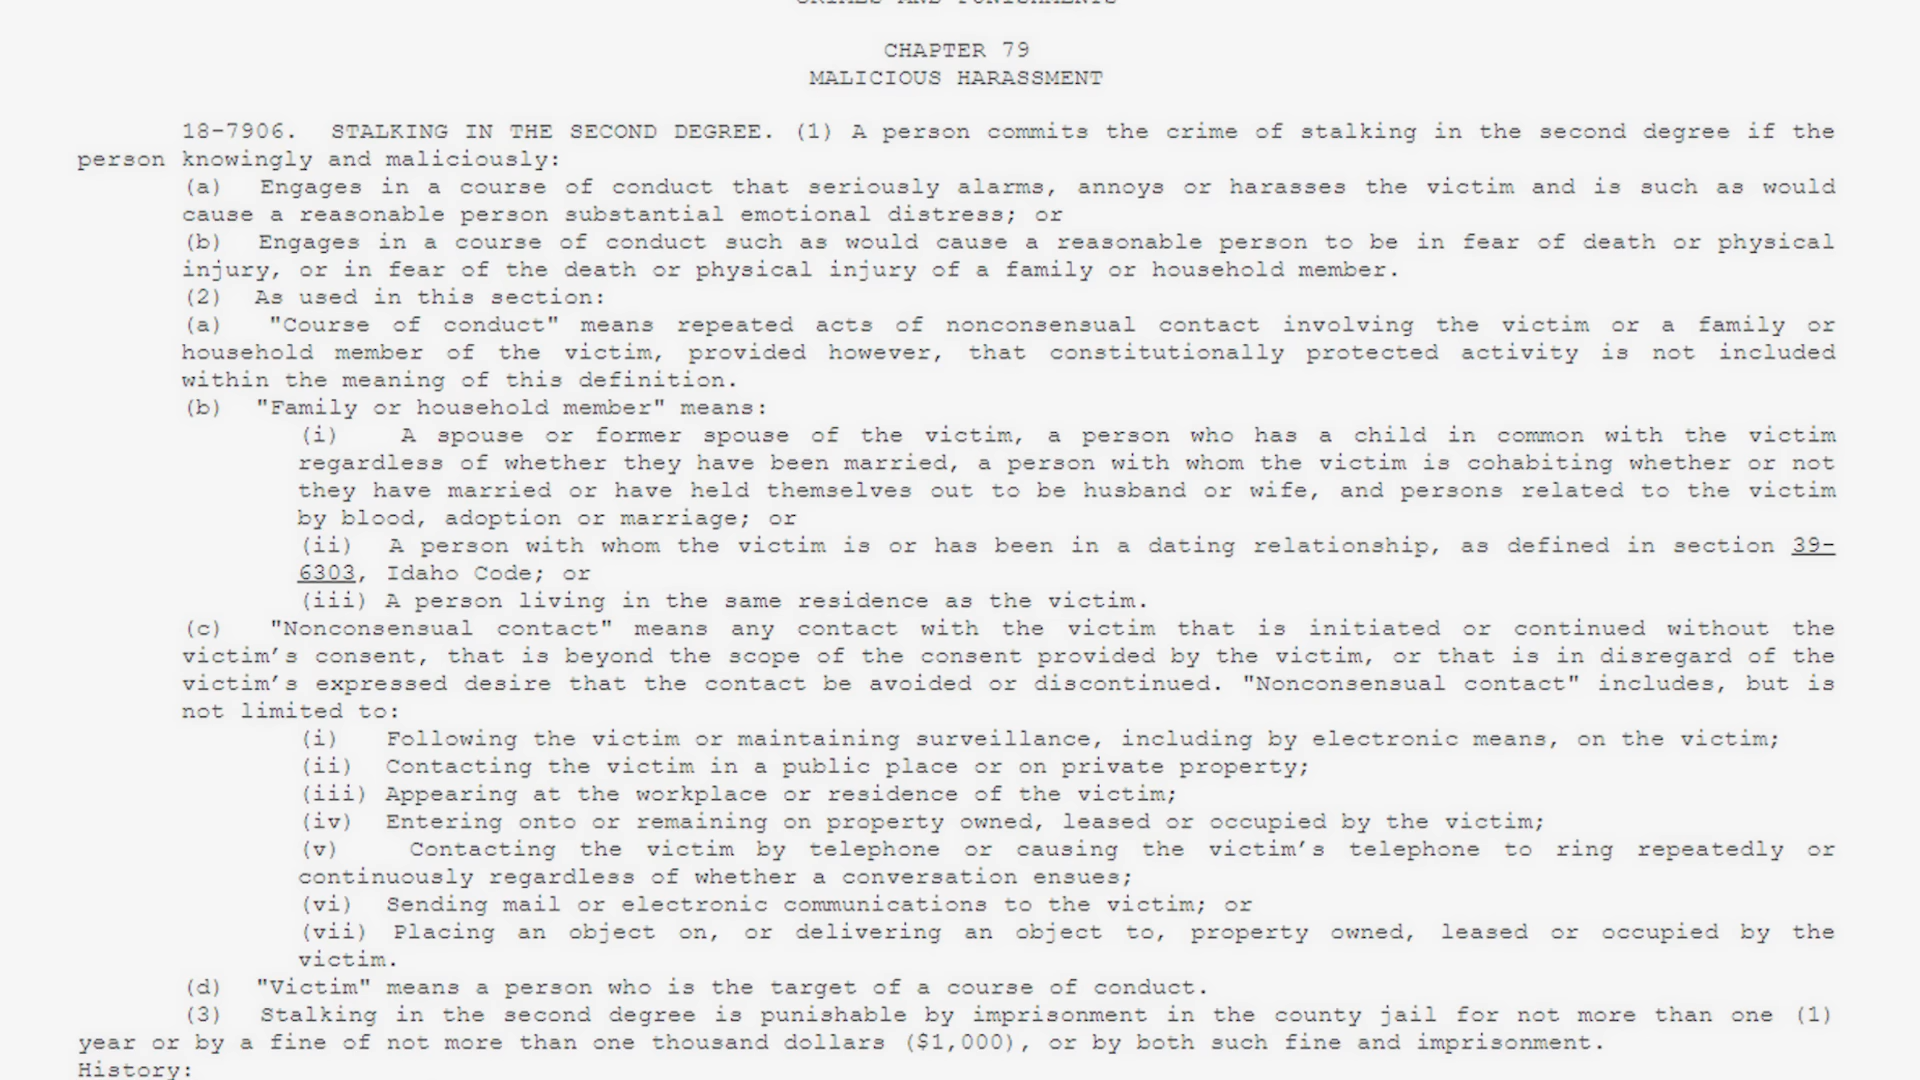 CRIMES AND PUNISHMENTS
CHAPTER 79
MALICIOUS HARASSMENT
18-7906. STALKING IN THE SECOND DEGREE. (1) A person commits the crime of stalking in the second degree if the
person knowingly and maliciously:
(a) Engages in a course of conduct that seriously alarms, annoys or harasses the victim and is such as would
cause a reasonable person substantial emotional distress; or
(b) Engages in a course of conduct such as would cause a reasonable person to be in fear of death or physical
injury, or in fear of the death or physical injury of a family or household member.
(2) As used in this section:
(a) "Course of conduct" means repeated acts of nonconsensual contact involving the victim or a family or
household member of the victim, provided however, that constitutionally protected activity is not included
within the meaning of this definition.
(b) "Family or household member" means:
(i) A spouse or former spouse of the victim, a person who has a child in common with the victim
regardless of whether they have been married, a person with whom the victim is cohabiting whether or not
they have married or have held themselves out to be husband or wife, and persons related to the victim
by blood, adoption or marriage; or
(ii) A person with whom the victim is or has been in a dating relationship, as defined in section 39-
6303, Idaho Code; or
(iii) A person living in the same residence as the victim.
(c) "Nonconsensual contact" means any contact with the victim that is initiated or continued without the
victim's consent, that is beyond the scope of the consent provided by the victim, or that is in disregard of the
victim's expressed desire that the contact be avoided or discontinued. "Nonconsensual contact" includes, but is
not limited to:
(i) Following the victim or maintaining surveillance, including by electronic means, on the victim;
(ii) Contacting the victim in a public place or on private property;
(iii) Appearing at the workplace or residence of the victim;
(iv) Entering onto or remaining on property owned, leased or occupied by the victim;
(v) Contacting the victim by telephone or causing the victim's telephone to ring repeatedly or
continuously regardless of whether a conversation ensues;
(vi) Sending mail or electronic communications to the victim; or
(vii) Placing an object on, or delivering an object to, property owned, leased or occupied by the
victim.
(d) "Victim" means a person who is the target of a course of conduct.
(3) Stalking in the second degree is punishable by imprisonment in the county jail for not more than one (1)
year or by a fine of not more than one thousand dollars ($1,000), or by both such fine and imprisonment.
History: